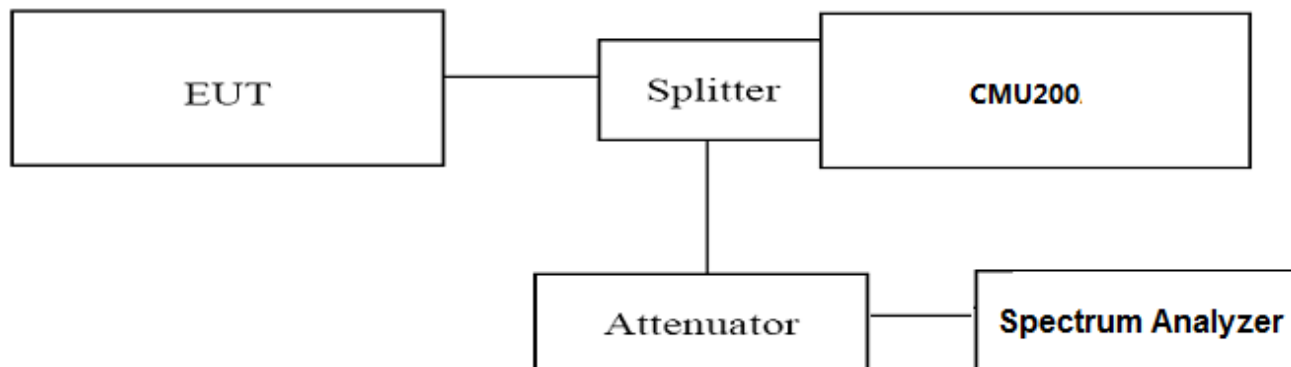 EUT
Splitter
CMU200.
Attenuator
Spectrum Analyzer